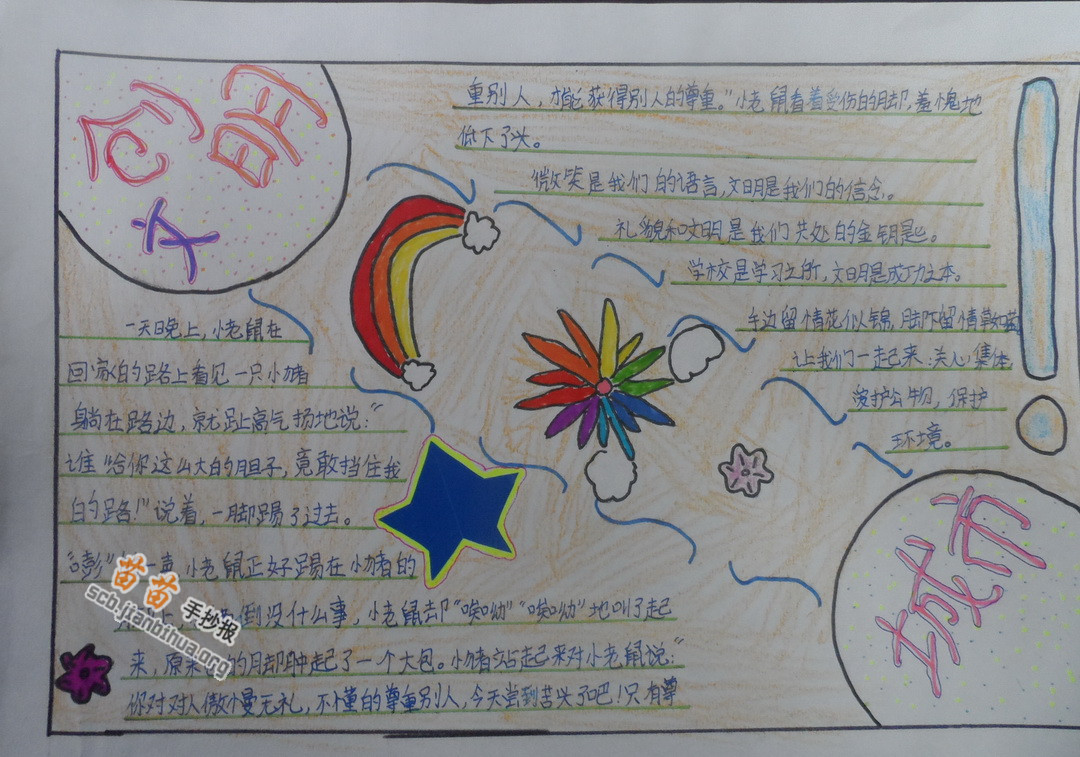 创
文明
城市
一天晚上，小老鼠在
回家的路上看见一只小猪
躺在路边，就趾高气扬地说：“
谁“给你这么大的胆子，竟敢挡住我
的路！”说着，一脚踢了过去。
“嘭” 声 小老鼠正好踢在小猪的
倒没什么事，小老鼠却“唉呦”“唉呦”地叫了起
来，原来 的脚肿起了一个大包。小猪站起来对小老鼠说：“
你对对人傲慢无礼，不懂的尊重别人，今天尝到苦头了吧！只有尊
重别人，才能获得别人的尊重。”小老鼠看着受伤的脚，羞愧地
低下了头。
微笑是我们的语言，文明是我们的信念。
礼貌和文明是我们共处的金钥匙。
学校是学习之所，文明是成功之本。
手边留情花似锦，脚下留情草如茵
让我们一起来：关心集体
爱护公物，保护
环境。
苗苗手抄报
scb.jianbihua.org